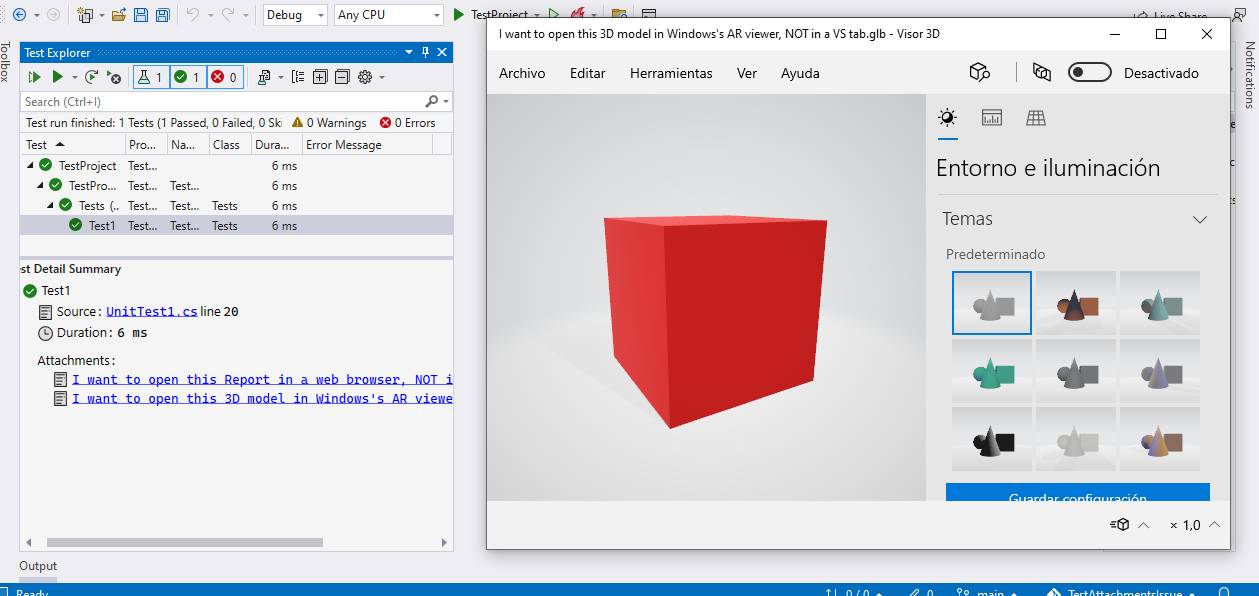 Debug
Any CPU
TestProject
Live Share
Toolbox
Notifications
Test Explorer
1
1
0
Search (Ctrl+I)
Test run finished: 1 Tests (1 Passed, 0 Failed, 0 Sk
0 Warnings
0 Errors
Test Pro... Na... Class Dura... Error Message
TestProject Test... 6 ms
TestPro... Test... Test... 6 ms
Tests (.. Test... Test... Tests 6 ms
Test1 Test... Test... Tests 6 ms
st Detail Summary
Test1
Source: UnitTest1.cs line 20
Duration: 6 ms
Attachments:
I want to open this Report in a web browser, NOT i
I want to open this 3D model in Windows's AR viewe
Output
Ready
0 / 0
0
main
TestAttachmentsIssue
I want to open this 3D model in Windows's AR viewer, NOT in a VS tab.glb - Visor 3D
Archivo Editar Herramientas Ver Ayuda
Desactivado
Entorno e iluminación
Temas
Predeterminado
Guardar configuración
× 1,0